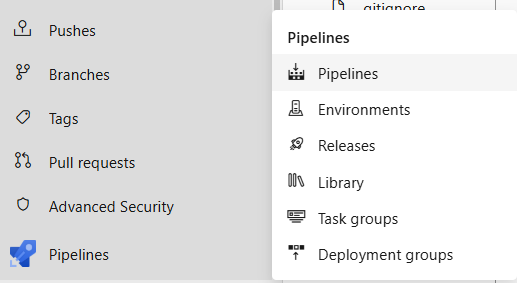 Pushes
Branches
Tags
Pull requests
Advanced Security
Pipelines
.gitignore
Pipelines
Pipelines
Environments
Releases
Library
Task groups
Deployment groups